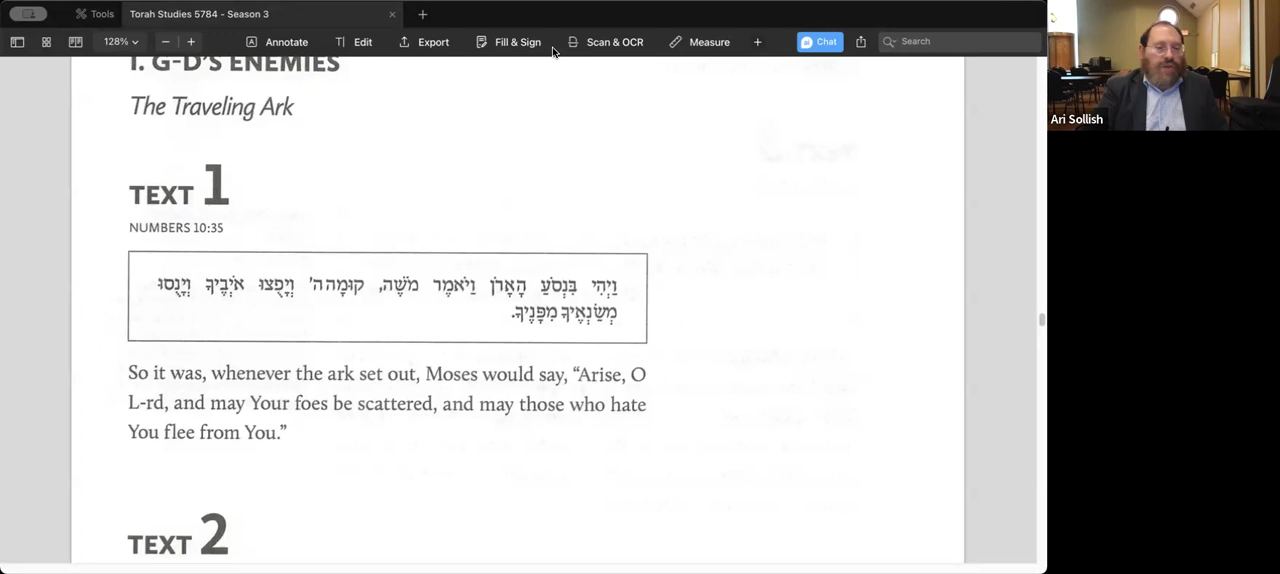 Tools
Torah Studies 5784 - Season 3
128%
Annotate
Edit
Export
Fill & Sign
Scan & OCR
Measure
Chat
Search
Ari Sollish
I. G-D'S ENEMIES
The Traveling Ark
TEXT 1
NUMBERS 10:35
וַיְהִי בִּנְסֹעַ הָאָרֹן וַיֹּאמֶר מֹשֶׁה, קוּמָה ה' וְיָפֻצוּ אֹיְבֶיךָ וְיָנֻסוּ
מְשַׂנְאֶיךָ מִפָּנֶיךָ.
So it was, whenever the ark set out, Moses would say, “Arise, O
L-rd, and may Your foes be scattered, and may those who hate
You flee from You.”
TEXT 2